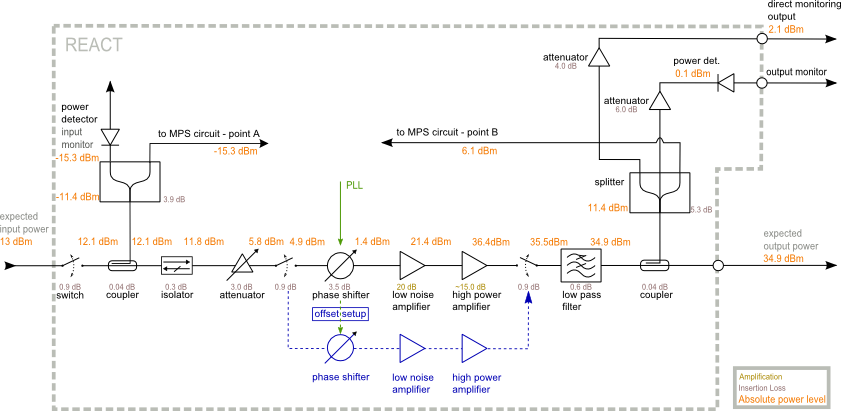 direct monitoring
output
2.1 dBm
REACT
attenuator
4.0 dB
power det.
0.1 dBm
output monitor
attenuator
6.0 dB
power
detector
input
monitor
-15.3 dBm
to MPS circuit - point A
-15.3 dBm
to MPS circuit - point B
6.1 dBm
-11.4 dBm
3.9 dB
PLL
splitter
11.4 dBm
5.3 dB
expected
input power
13 dBm
12.1 dBm
12.1 dBm
11.8 dBm
5.8 dBm
4.9 dBm
1.4 dBm
21.4 dBm
36.4dBm
35.5dBm
34.9 dBm
expected
output power
34.9 dBm
0.9 dB
switch
0.04 dB
coupler
0.3 dB
isolator
3.0 dB
attenuator
0.9 dB
3.5 dB
phase shifter
20 dB
low noise
amplifier
~15.0 dB
high power
amplifier
0.9 dB
0.6 dB
low pass
filter
0.04 dB
coupler
offset setup
phase shifter
low noise
amplifier
high power
amplifier
Amplification
Insertion Loss
Absolute power level